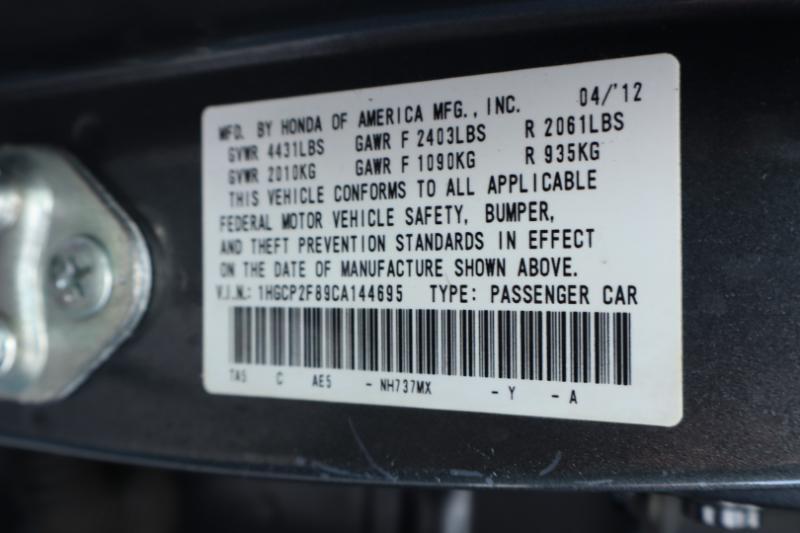 MFD. BY HONDA OF AMERICA MFG., INC. 04/'12
GVWR 4431LBS GAWR F 2403LBS R 2061LBS
GVWR 2010KG GAWR F 1090KG R 935KG
THIS VEHICLE CONFORMS TO ALL APPLICABLE
FEDERAL MOTOR VEHICLE SAFETY, BUMPER,
AND THEFT PREVENTION STANDARDS IN EFFECT
ON THE DATE OF MANUFACTURE SHOWN ABOVE.
V.I.N.: 1HGCP2F89CA144695 TYPE: PASSENGER CAR
TA5 C AE5 - NH737MX - Y - A